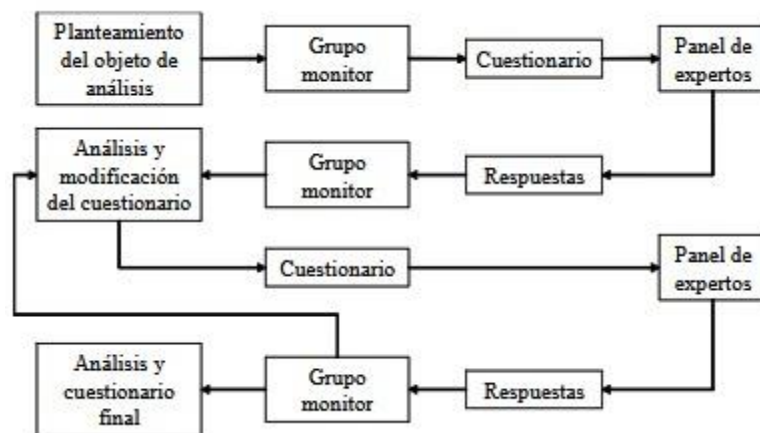 Planteamiento
del objeto de
análisis
Grupo
monitor
Cuestionario
Panel de
expertos
Análisis y
modificación
del cuestionario
Grupo
monitor
Respuestas
Cuestionario
Panel de
expertos
Análisis y
cuestionario
final
Grupo
monitor
Respuestas